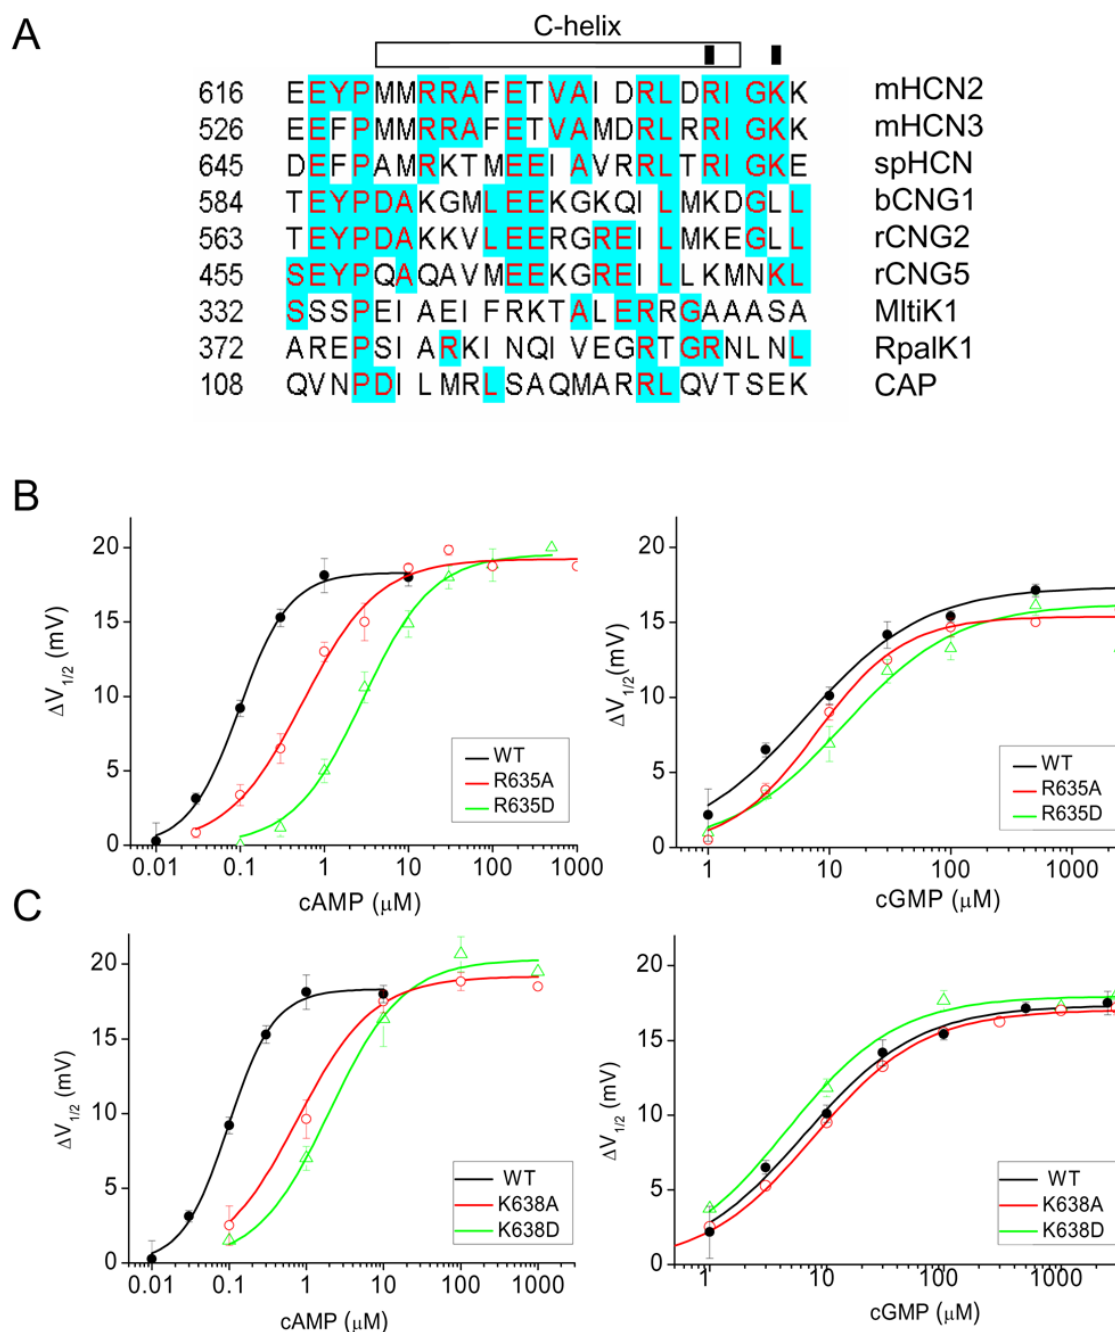 A
C-helix
616 EEYPMMRRAFETVAIDRLDRIGKK mHCN2
526 EEFPMMRRAFETVAMDRLRRIGKK mHCN3
645 DEFPAMRKTMEEIAVRRLTRIGKE spHCN
584 TEYPDAKGMLEEKGKQILMKDGLL bCNG1
563 TEYPDAKKVLEERGREILMKEGLL rCNG2
455 SEYPQAQAVMEEKGREILLKMNKL rCNG5
332 SSSPEIAEIFRKTALERRGAAASA MltiK1
372 AREPSIARKINQIVEGRTGRNLNL RpalK1
108 QVNPDILMRLSAQMARRLQVTSEK CAP
B
20
15
10
5
0
ΔV1/2 (mV)
WT
R635A
R635D
0.01 0.1 1 10 100 1000
cAMP (μM)
20
15
10
5
0
ΔV1/2 (mV)
WT
R635A
R635D
1 10 100 1000
cGMP (μM)
C
20
15
10
5
0
ΔV1/2 (mV)
WT
K638A
K638D
0.01 0.1 1 10 100 1000
cAMP (μM)
20
15
10
5
0
ΔV1/2 (mV)
WT
K638A
K638D
1 10 100 1000
cGMP (μM)